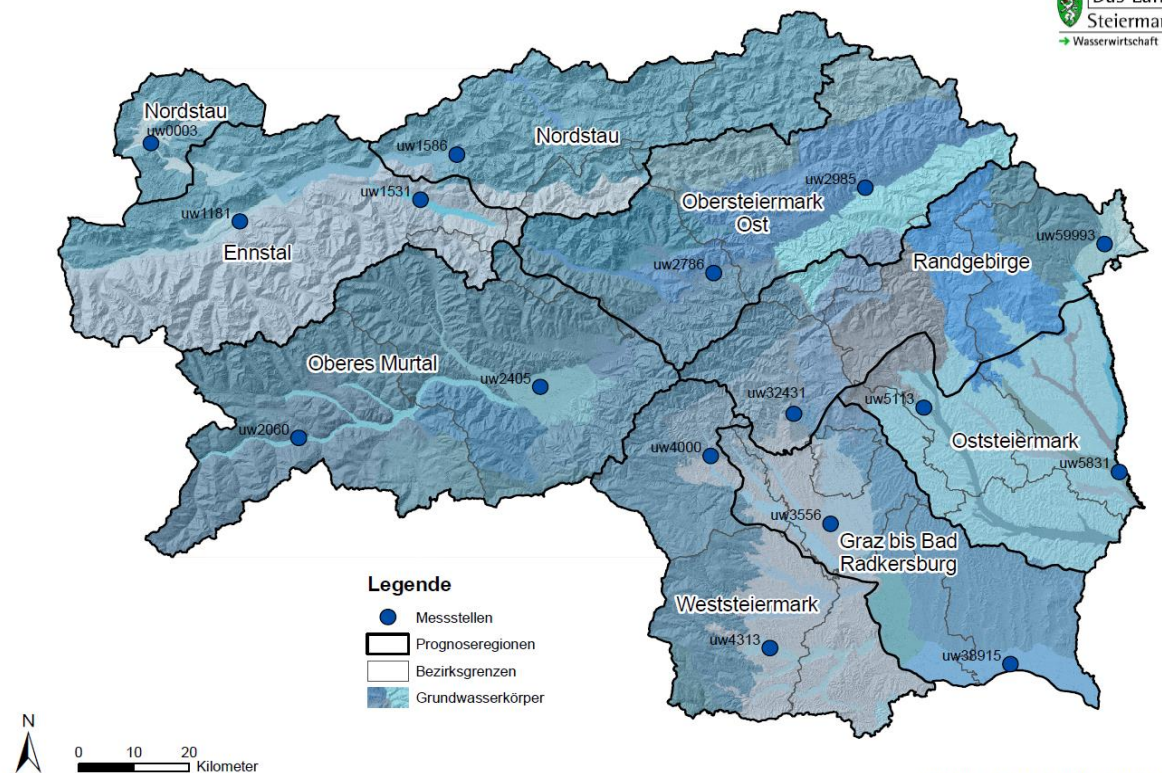 Steiermar
→ Wasserwirtschaft
Nordstau
uw0003
Nordstau
uw1586
uw1531
uw2985
Obersteiermark
Ost
uw1181
Ennstal
uw59993
Randgebirge
uw2786
Oberes Murtal
uw2405
uw32431
uw5113
uw2060
Oststeiermark
uw4000
uw5831
uw3556
Graz bis Bad
Radkersburg
Weststeiermark
uw4313
uw38915
Legende
Messstellen
Prognoseregionen
Bezirksgrenzen
Grundwasserkörper
N
0 10 20
Kilometer